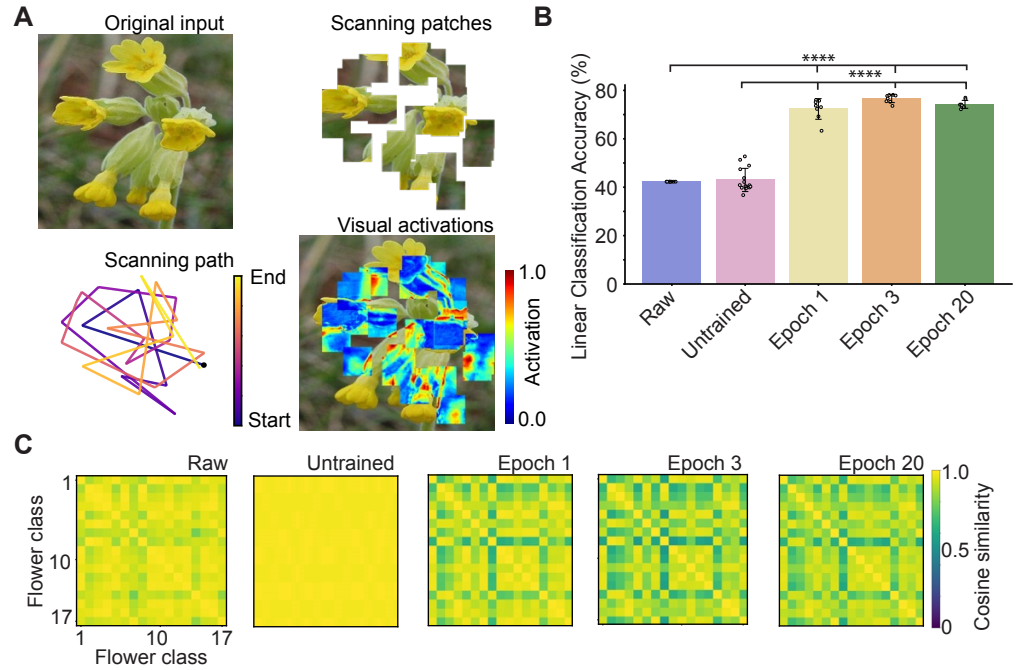 A
Original input
Scanning patches
Scanning path
End
Start
Visual activations
1.0
Activation
0.0
B
Linear Classification Accuracy (%)
80
60
40
20
0
****
****
Raw
Untrained
Epoch 1
Epoch 3
Epoch 20
C
Raw
Untrained
Epoch 1
Epoch 3
Epoch 20
Flower class
1
10
17
1 10 17
Flower class
1.0
0.5
0
Cosine similarity